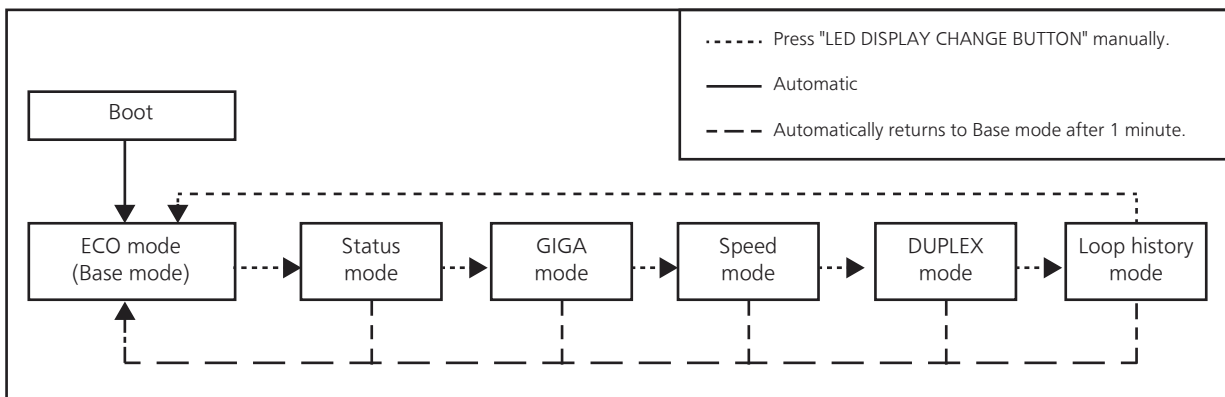 Press "LED DISPLAY CHANGE BUTTON" manually.
Automatic
Automatically returns to Base mode after 1 minute.
Boot
ECO mode
(Base mode)
Status
mode
GIGA
mode
Speed
mode
DUPLEX
mode
Loop history
mode